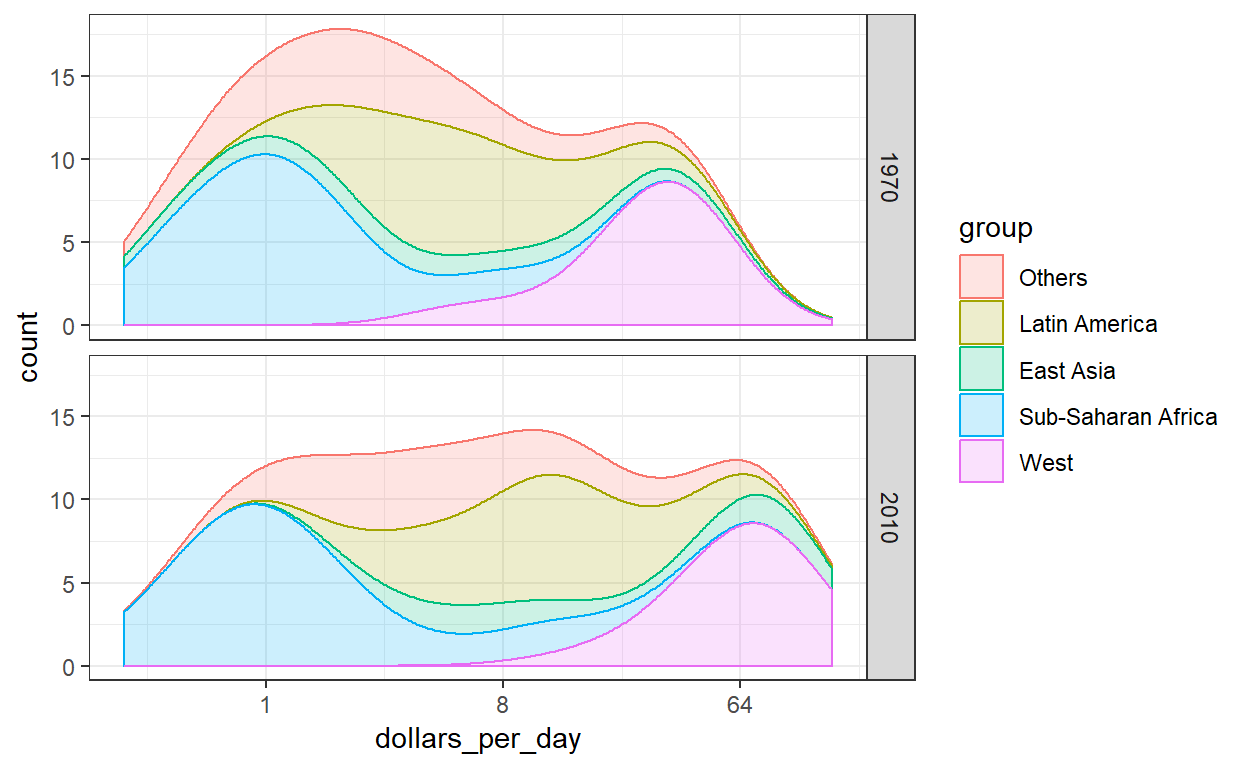 15
10
5
0
1970
15
10
5
0
2010
count
1 8 64
dollars_per_day
group
Others
Latin America
East Asia
Sub-Saharan Africa
West